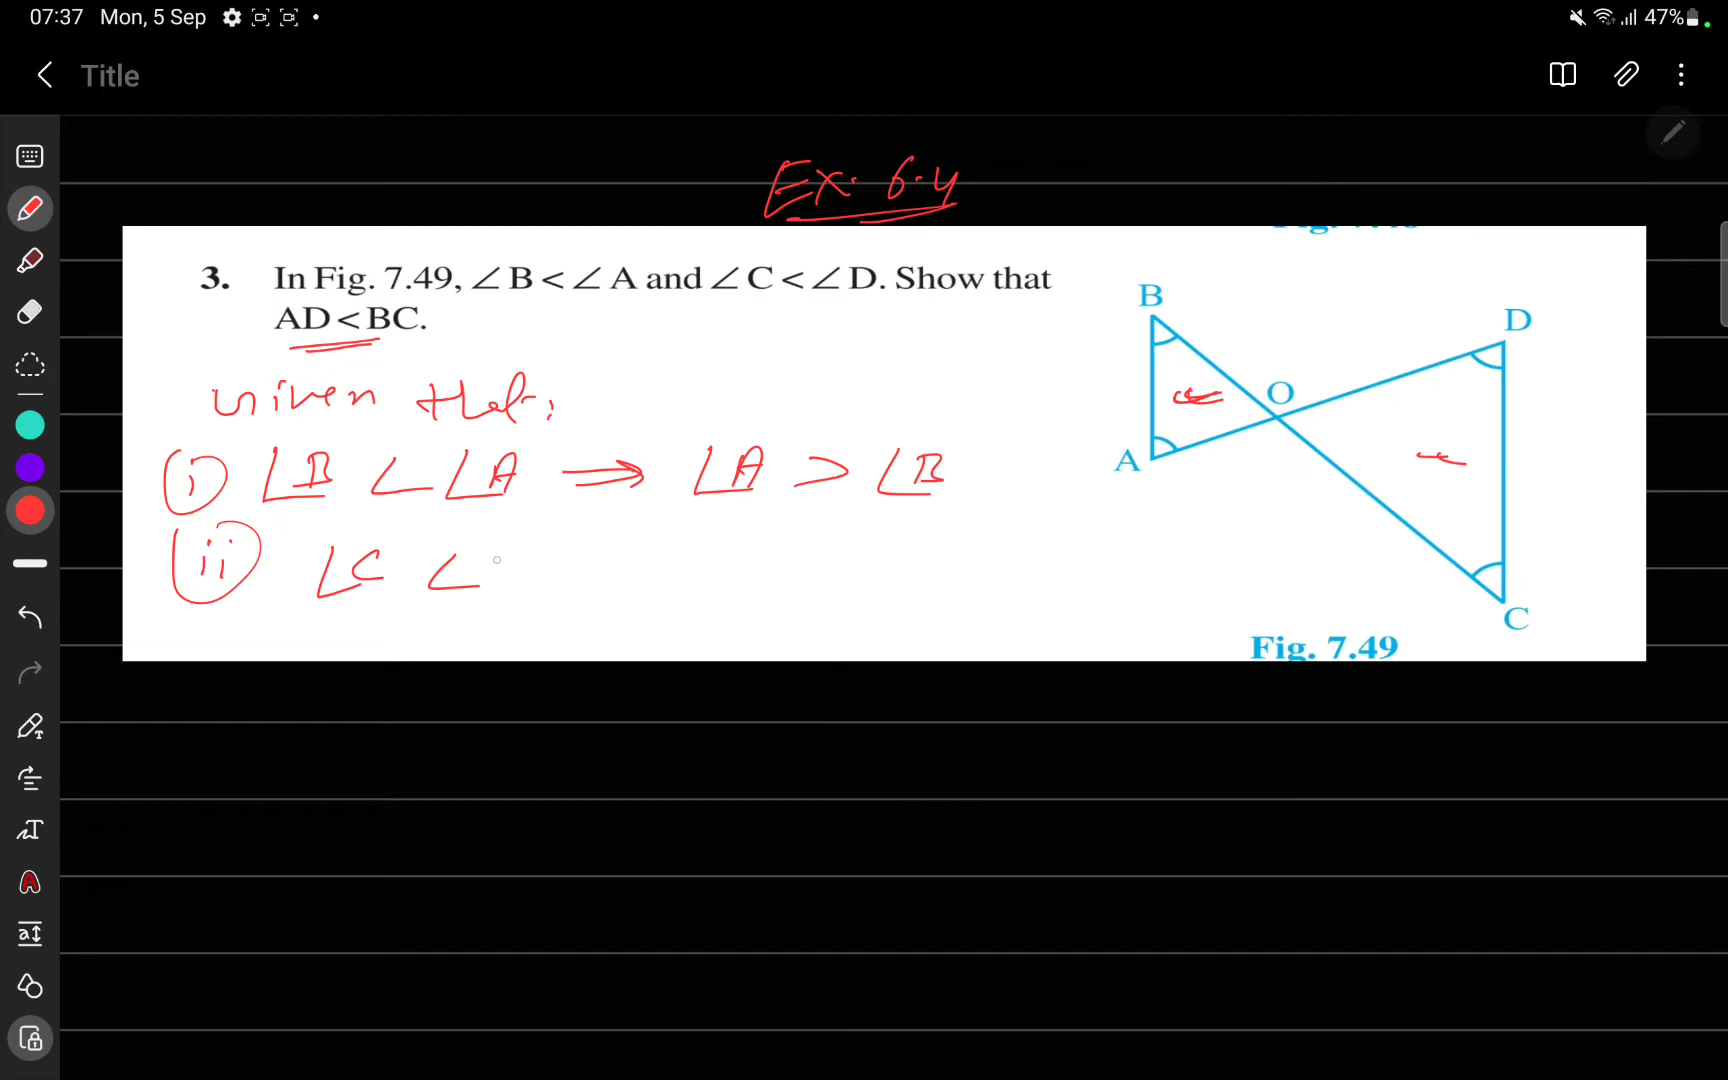 07:37 Mon, 5 Sep
47%
Title
Ex. 6.4
3. In Fig. 7.49, ∠B < ∠A and ∠C < ∠D. Show that
AD < BC.
Given that:
(i) ∠B < ∠A ⟹ ∠A > ∠B
(ii) ∠C <
B
D
O
A
C
Fig. 7.49